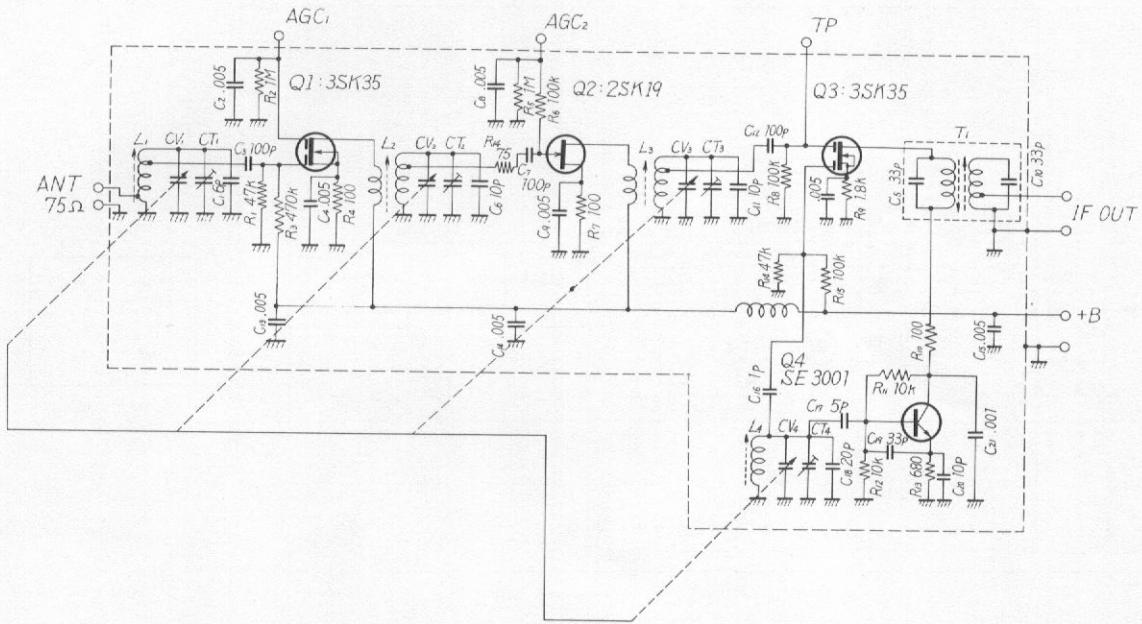 AGC₁
AGC₂
TP
C₂ .005
R₂ 1M
Q1:3SK35
C₈ .005
R₅ 1M
R₆ 100k
Q2:2SK19
Q3:3SK35
L₁
CV₁
CT₁
C₃ 100p
L₂
CV₂
CT₂
R₁₄
75
C₇
100p
L₃
CV₃
CT₃
C₁₂ 100p
T₁
ANT
75Ω
R₁ 47k
R₃ 470k
C₄ .005
R₄ 100
C₆ 10p
C₉ .005
R₇ 100
C₁₁ 10p
R₈ 100k
.005
R₉ 1.8k
33p
C₁₀ 33p
IF OUT
47k
R₁₅ 100k
C₁₃ .005
C₁₄ .005
R₁₀ 100
C₁₅ .005
+B
Q4
SE 3001
C₁₆ 1p
R₁₁ 10k
C₁₇ 5p
L₄
CV₄
CT₄
C₁₈ 20p
C₁₉ 33p
R₁₂ 10k
R₁₃ 680
C₂₀ 10p
C₂₁ .001